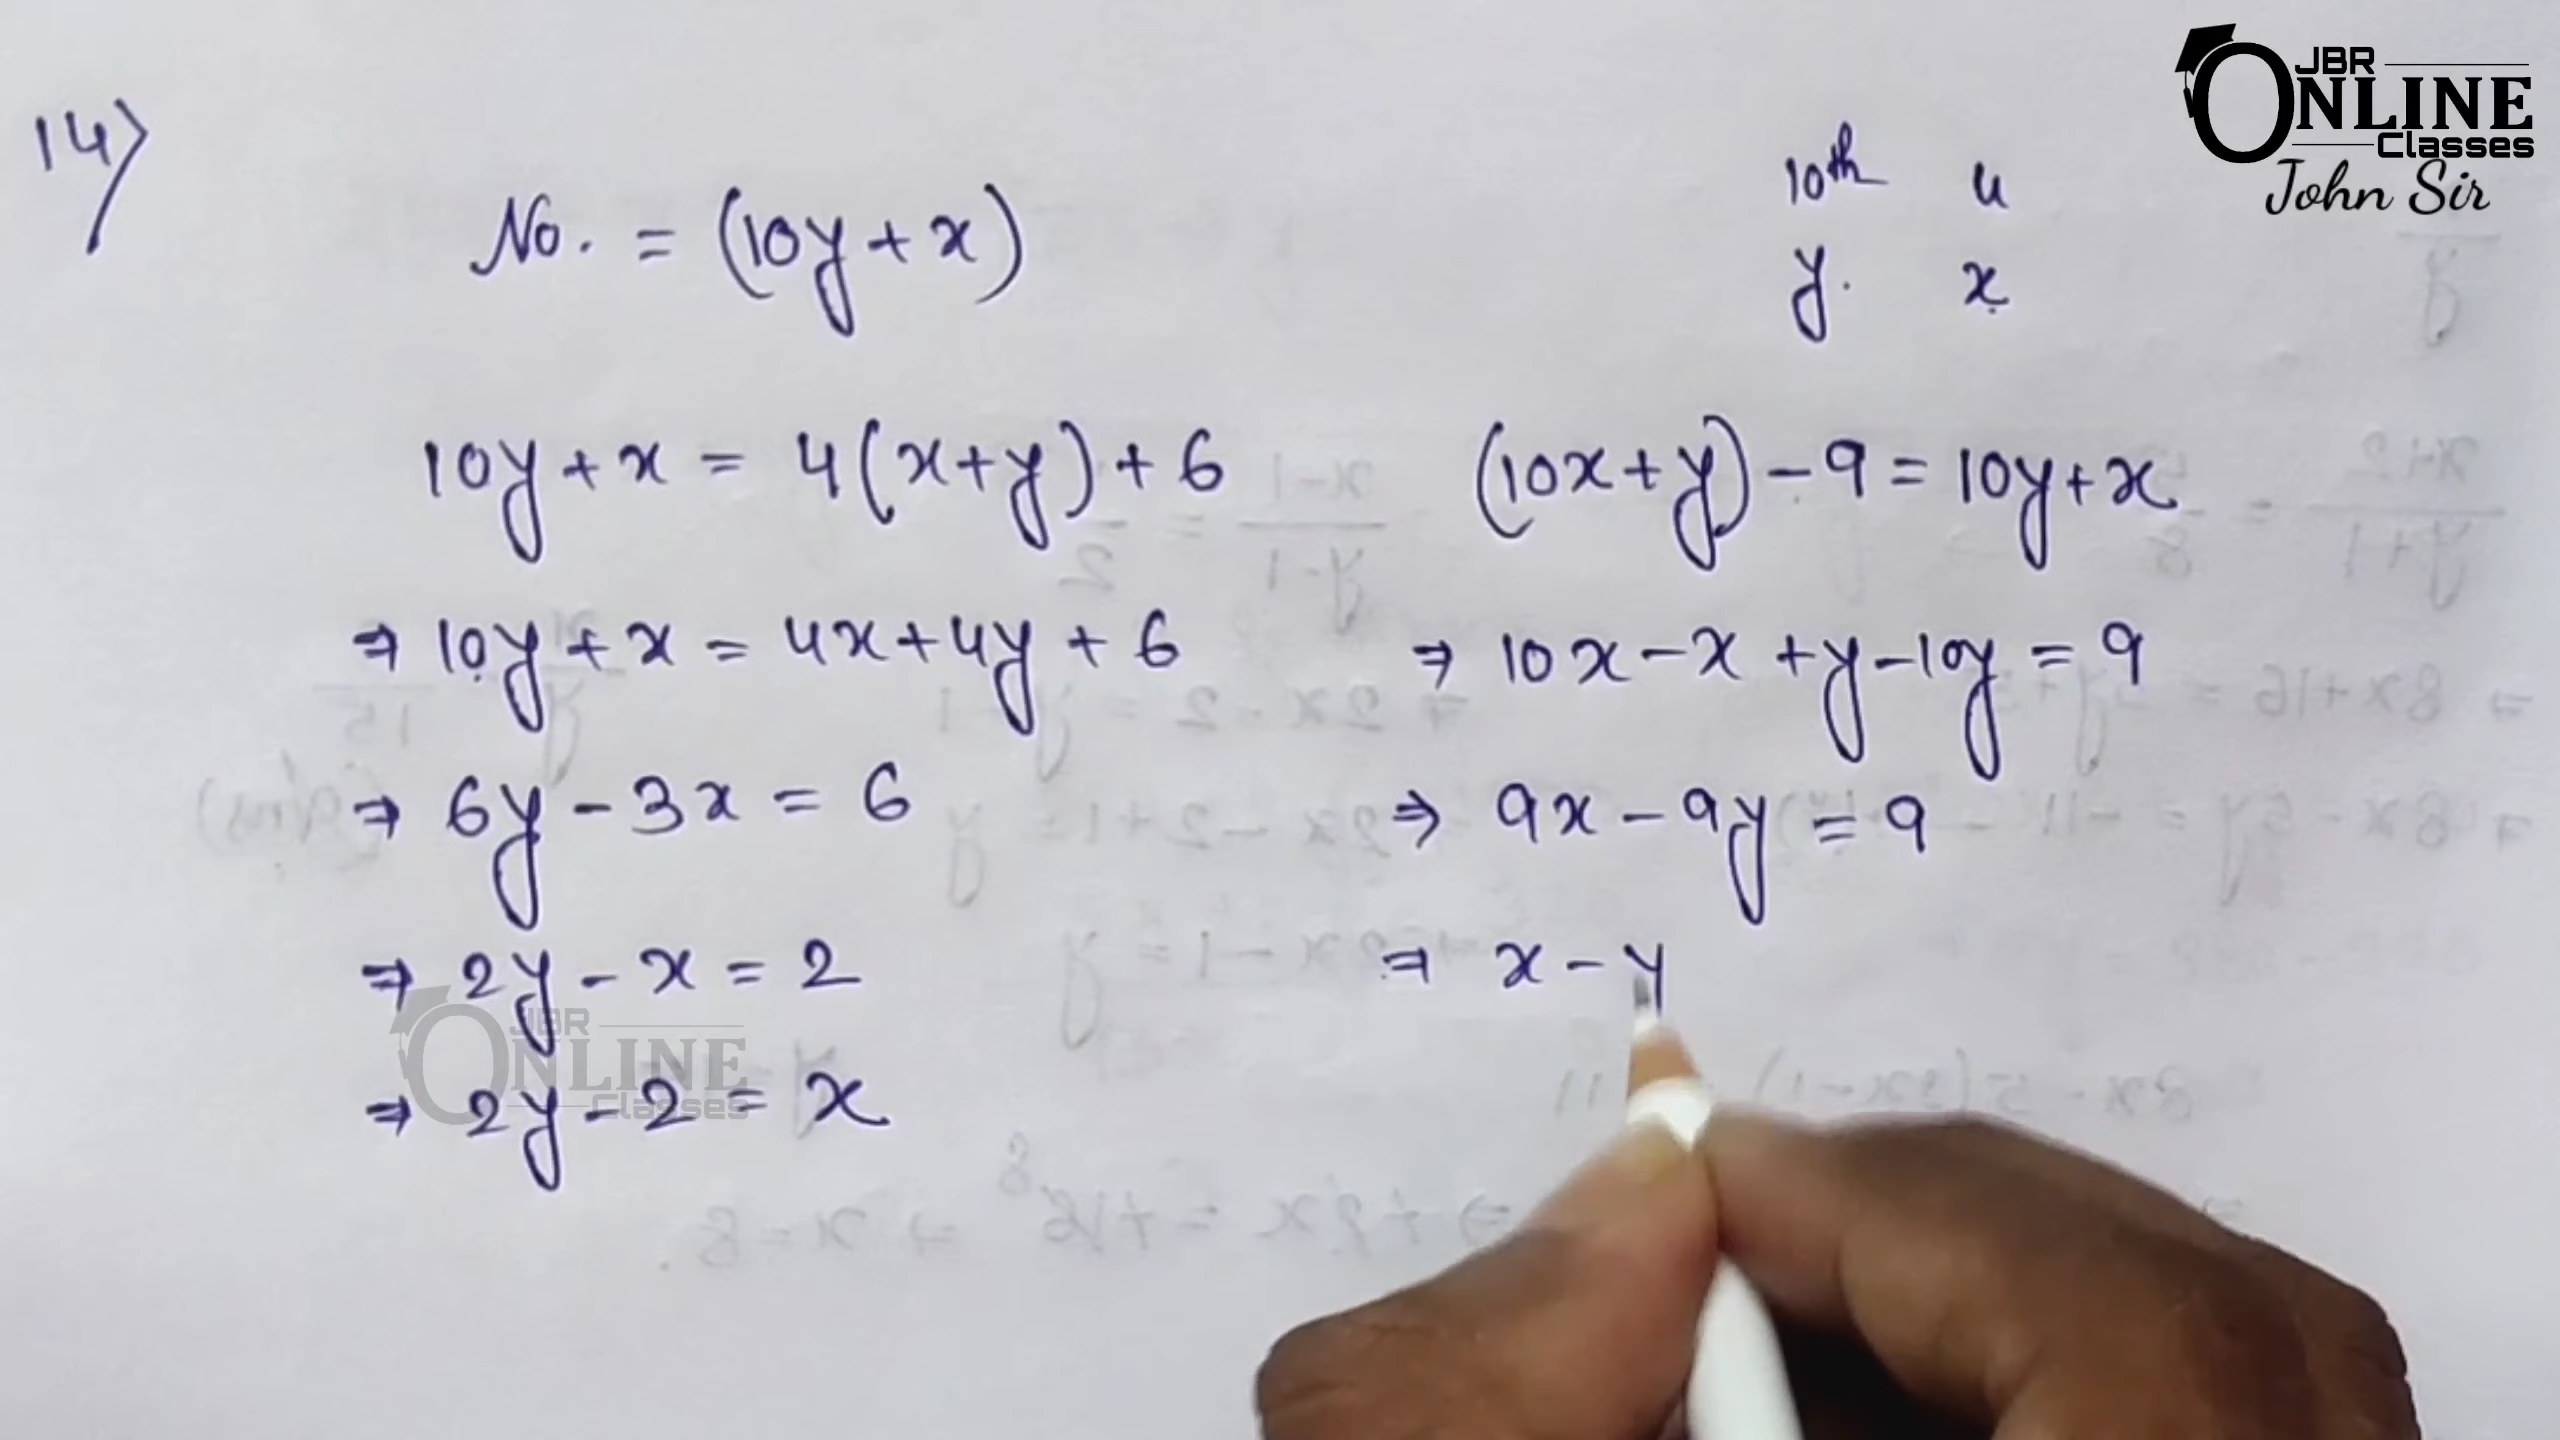 JBR
ONLINE
Classes
John Sir
14)
10th u
y. x
No. = (10y + x)
10y + x = 4(x+y) + 6
(10x+y) - 9 = 10y + x
⇒ 10y + x = 4x + 4y + 6
⇒ 10x - x + y - 10y = 9
⇒ 6y - 3x = 6
⇒ 9x - 9y = 9
⇒ 2y - x = 2
⇒ x - y
⇒ 2y - 2 = x
JBR
ONLINE
Classes